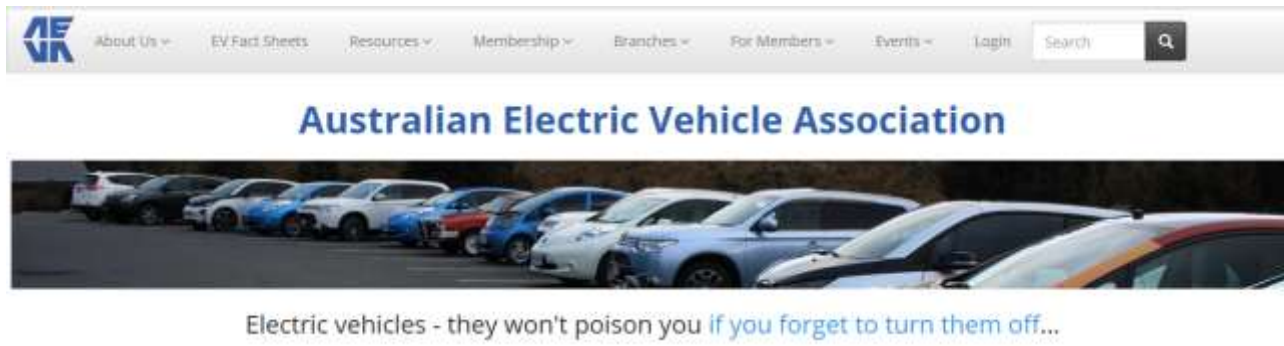 AEVA
About Us
EV Fact Sheets
Resources
Membership
Branches
For Members
Events
Login
Search
Australian Electric Vehicle Association
Electric vehicles - they won't poison you if you forget to turn them off...